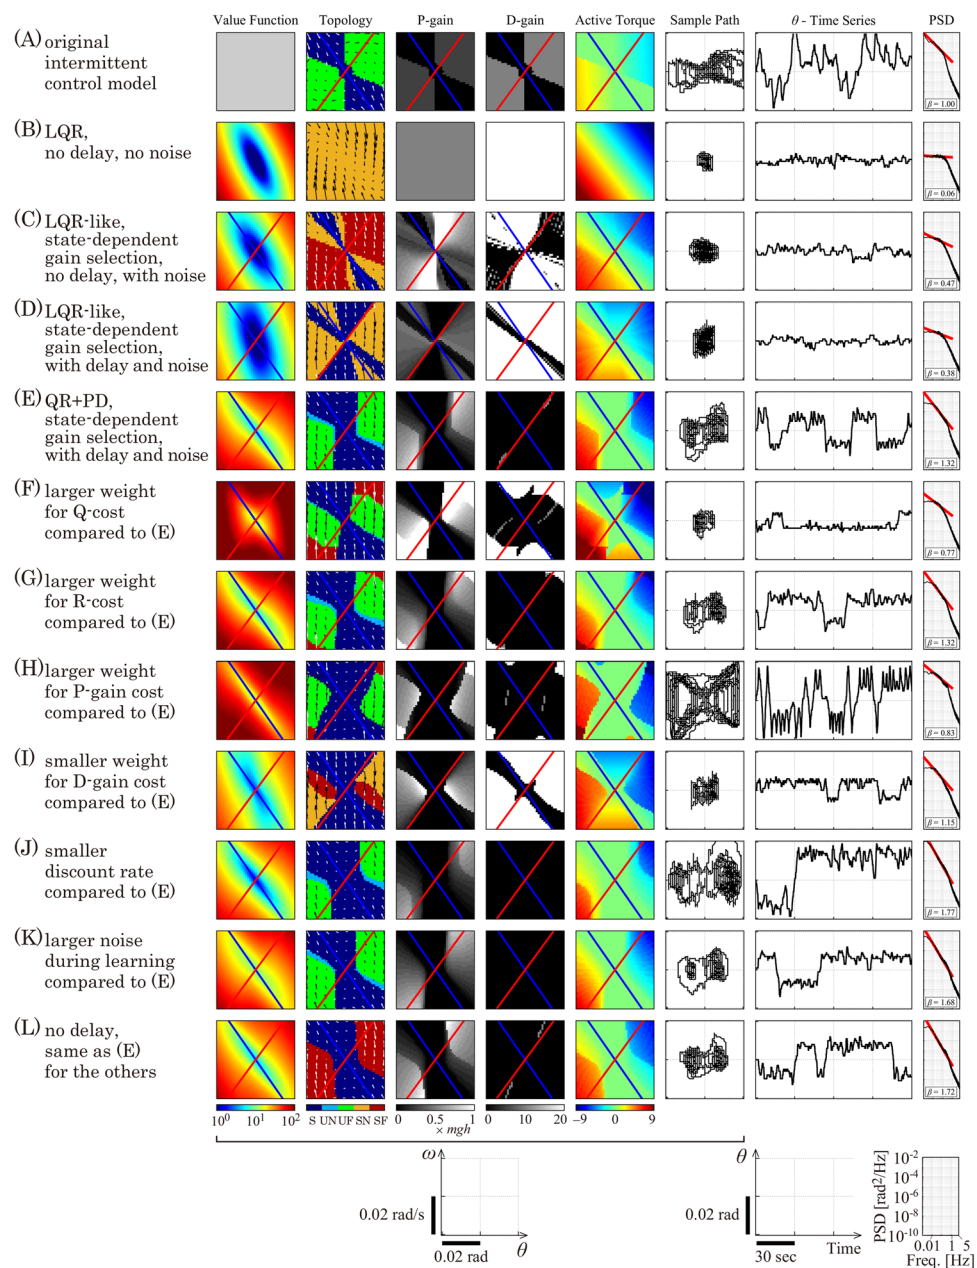 Value Function Topology P-gain D-gain Active Torque Sample Path θ - Time Series PSD
(A) original
intermittent
control model
β = 1.00
(B) LQR,
no delay, no noise
β = 0.06
(C) LQR-like,
state-dependent
gain selection,
no delay, with noise
β = 0.47
(D) LQR-like,
state-dependent
gain selection,
with delay and noise
β = 0.38
(E) QR+PD,
state-dependent
gain selection,
with delay and noise
β = 1.32
(F) larger weight
for Q-cost
compared to (E)
β = 0.77
(G) larger weight
for R-cost
compared to (E)
β = 1.32
(H) larger weight
for P-gain cost
compared to (E)
β = 0.83
(I) smaller weight
for D-gain cost
compared to (E)
β = 1.15
(J) smaller
discount rate
compared to (E)
β = 1.77
(K) larger noise
during learning
compared to (E)
β = 1.68
(L) no delay,
same as (E)
for the others
β = 1.72
10⁰ 10¹ 10² S UN UF SN SF 0 0.5 1 0 10 20 −9 0 9
× mgh
ω
0.02 rad/s
0.02 rad θ
θ
0.02 rad
30 sec Time
PSD [rad²/Hz]
10⁻²
10⁻⁴
10⁻⁶
10⁻⁸
10⁻¹⁰
0.01 1 5
Freq. [Hz]